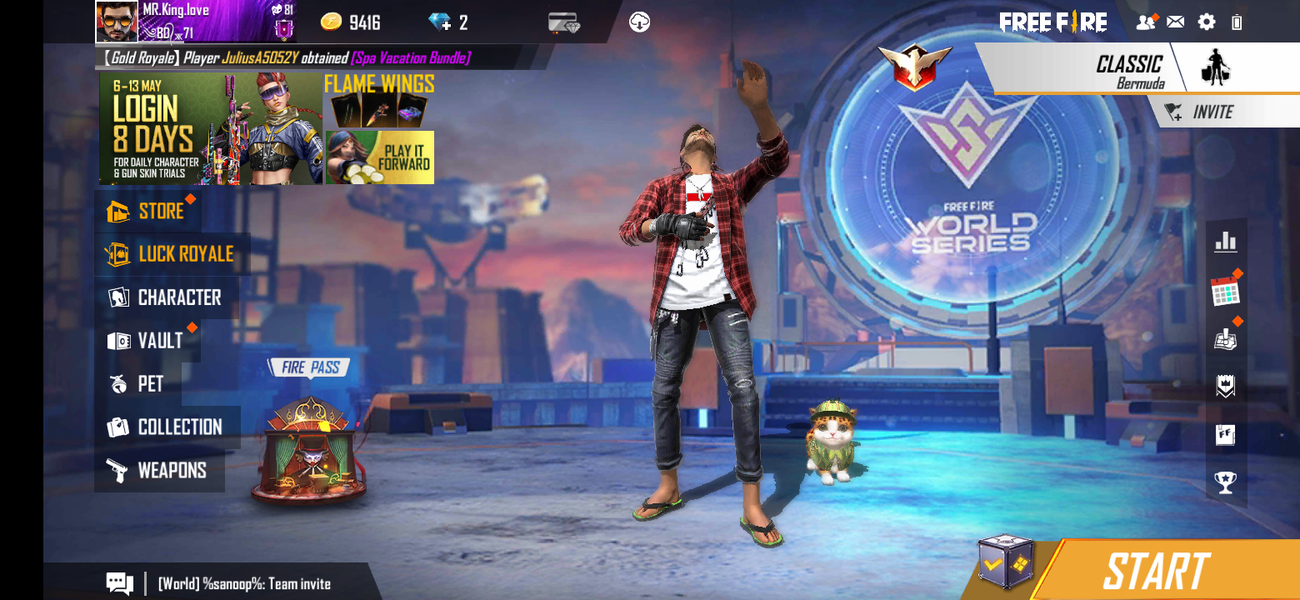 MR.King.love
81
80 71
9416
2
FREE FIRE
【Gold Royale】 Player JuliusA5O52Y obtained [Spa Vacation Bundle]
CLASSIC
Bermuda
INVITE
6-13 MAY
LOGIN
8 DAYS
FOR DAILY CHARACTER
& GUN SKIN TRIALS
FLAME WINGS
PLAY IT
FORWARD
STORE
LUCK ROYALE
CHARACTER
VAULT
PET
COLLECTION
WEAPONS
FIRE PASS
FREE FIRE
WORLD
SERIES
FF
[World] %sanoop%: Team invite
START